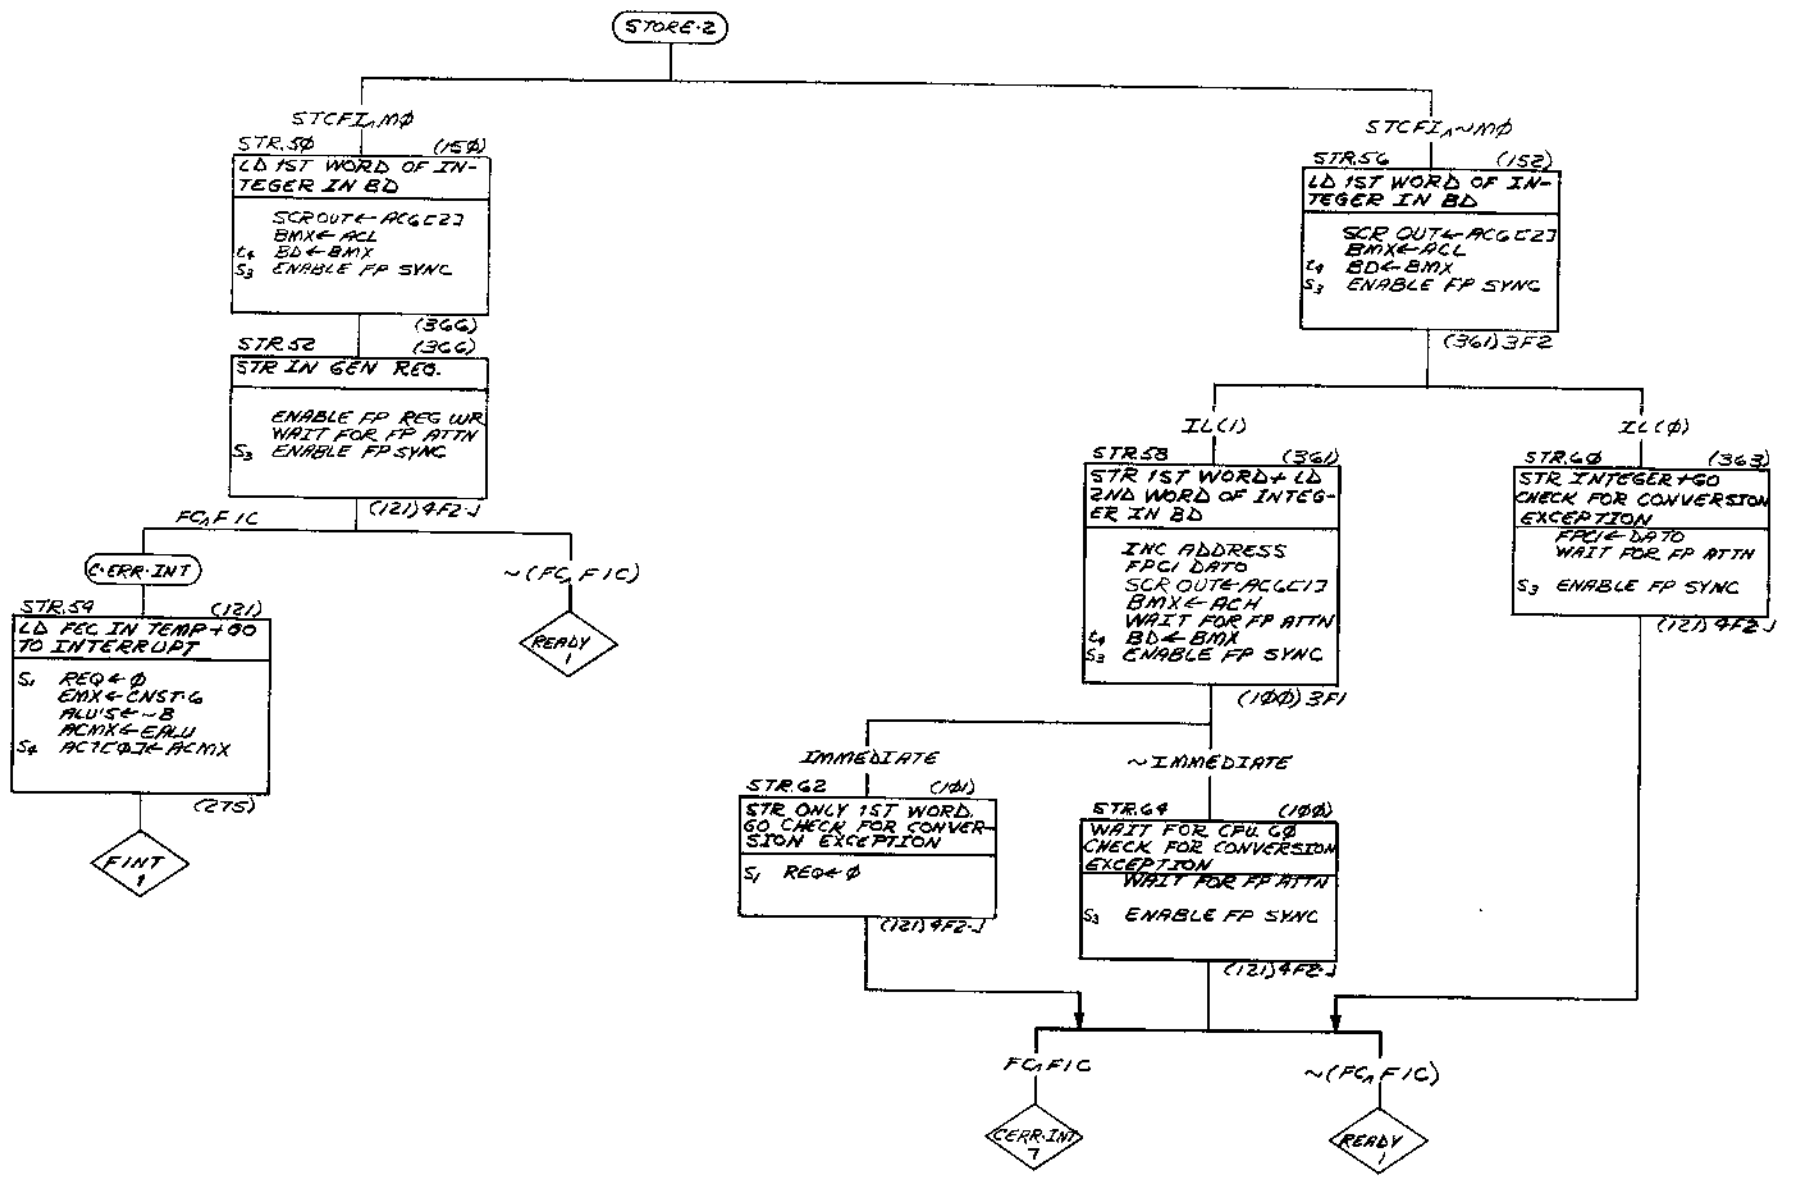 STORE·2
STCFI∧MØ
STR.5Ø (15Ø)
LD 1ST WORD OF IN-
TEGER IN BD
SCR OUT←AC6[2]
BMX←ACL
t4 BD←BMX
S3 ENABLE FP SYNC
(366)
STR.52 (366)
STR IN GEN REG.
ENABLE FP REG WR
WAIT FOR FP ATTN
S3 ENABLE FP SYNC
(121)4F2-J
FC∧FIC
~(FC∧FIC)
C·ERR·INT
READY
1
STR.54 (121)
LD FEC IN TEMP+GO
TO INTERRUPT
S1 REQ←Ø
EMX←CNST·6
ALU'S←~B
ACMX←EALU
S4 AC7[Ø]←ACMX
(275)
FINT
1
STCFI∧~MØ
STR.56 (152)
LD 1ST WORD OF IN-
TEGER IN BD
SCR OUT←AC6[2]
BMX←ACL
t4 BD←BMX
S3 ENABLE FP SYNC
(361)3F2
IL(1)
IL(Ø)
STR.58 (361)
STR 1ST WORD+LD
2ND WORD OF INTEG-
ER IN BD
INC ADDRESS
FPC1 DATO
SCR OUT←AC6[1]
BMX←ACH
WAIT FOR FP ATTN
t4 BD←BMX
S3 ENABLE FP SYNC
(1ØØ)3F1
STR.6Ø (363)
STR INTEGER+GO
CHECK FOR CONVERSION
EXCEPTION
FPC1←DATO
WAIT FOR FP ATTN
S3 ENABLE FP SYNC
(121)4F2-J
IMMEDIATE
~IMMEDIATE
STR.62 (1Ø1)
STR ONLY 1ST WORD.
GO CHECK FOR CONVER-
SION EXCEPTION
S1 REQ←Ø
(121)4F2-J
STR.64 (1ØØ)
WAIT FOR CPU GØ
CHECK FOR CONVERSION
EXCEPTION
WAIT FOR FP ATTN
S3 ENABLE FP SYNC
(121)4F2-J
FC∧FIC
~(FC∧FIC)
CERR·INT
7
READY
1